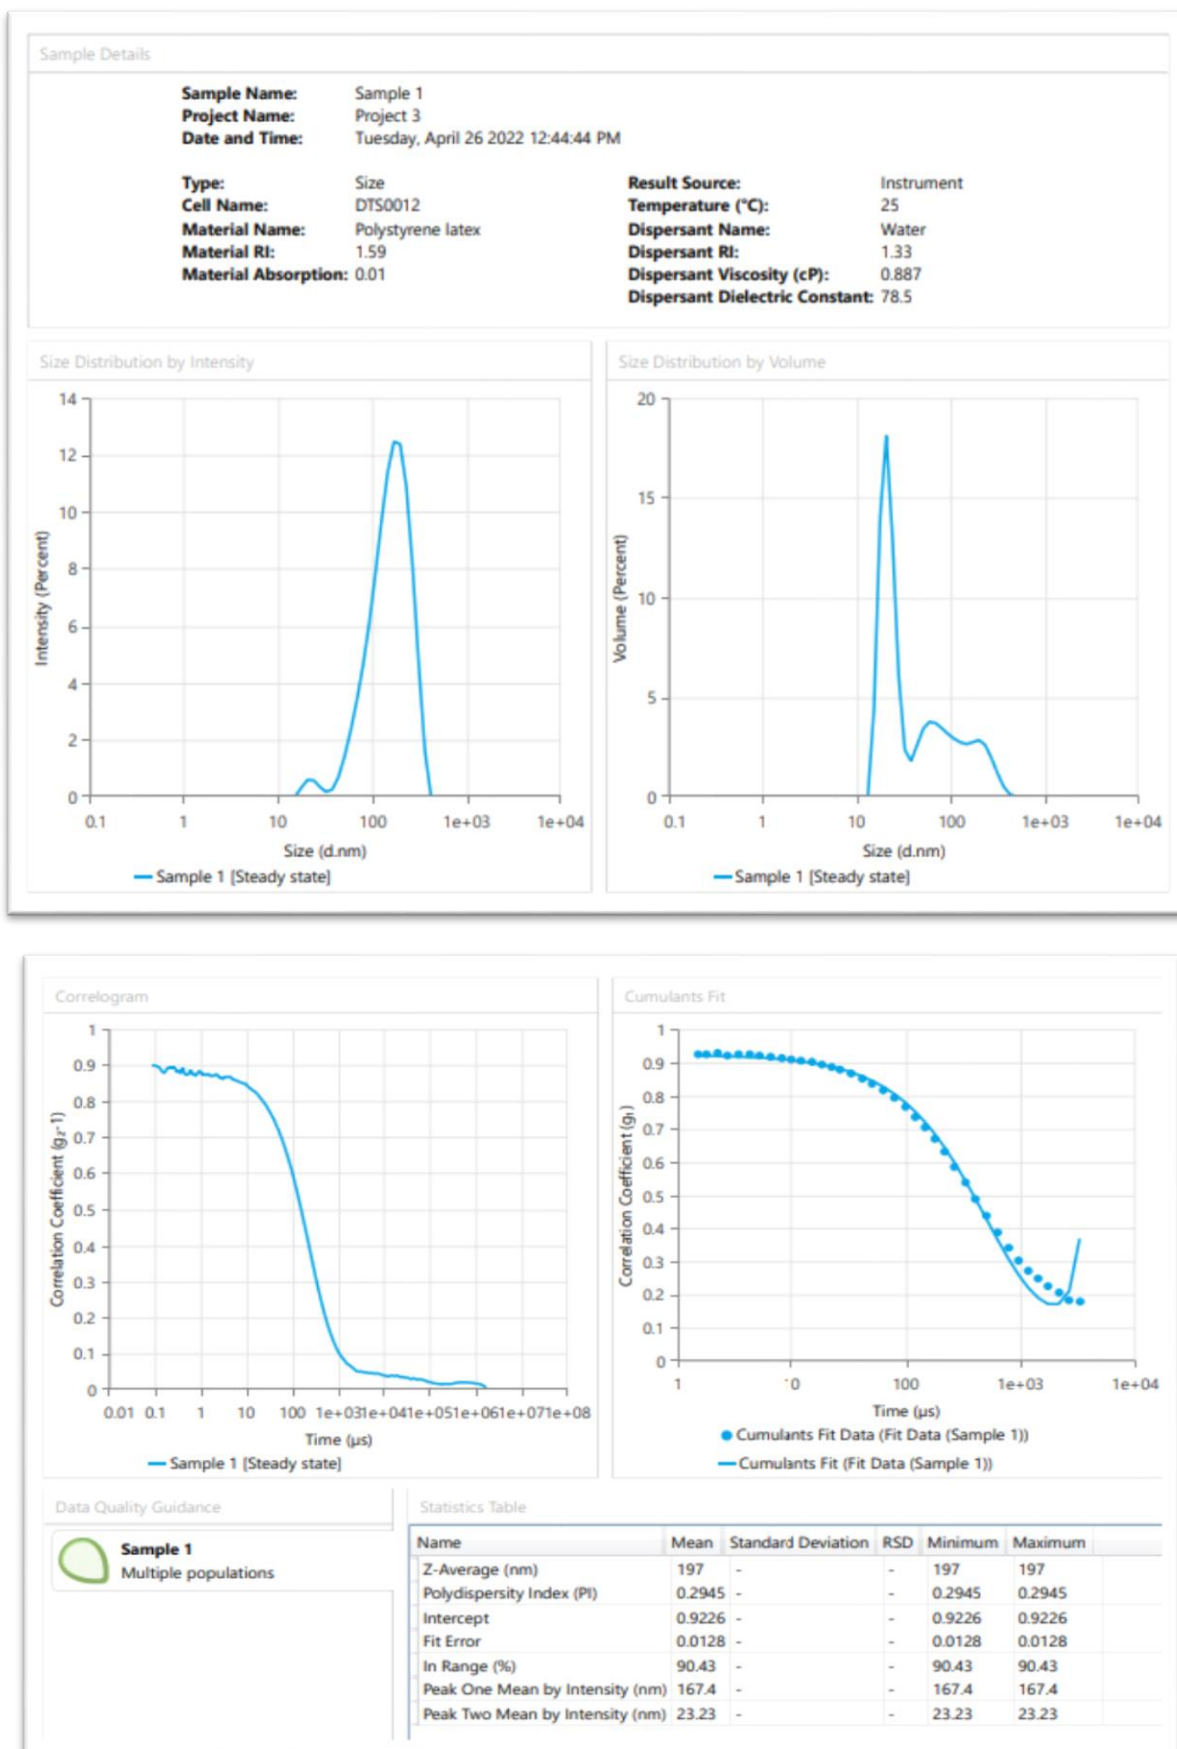 Sample Details
Sample Name: Sample 1
Project Name: Project 3
Date and Time: Tuesday, April 26 2022 12:44:44 PM
Type: Size Result Source: Instrument
Cell Name: DTS0012 Temperature (°C): 25
Material Name: Polystyrene latex Dispersant Name: Water
Material RI: 1.59 Dispersant RI: 1.33
Material Absorption: 0.01 Dispersant Viscosity (cP): 0.887
Dispersant Dielectric Constant: 78.5
Size Distribution by Intensity
14
12
10
8
6
4
2
0
Intensity (Percent)
0.1 1 10 100 1e+03 1e+04
Size (d.nm)
Sample 1 [Steady state]
Size Distribution by Volume
20
15
10
5
0
Volume (Percent)
0.1 1 10 100 1e+03 1e+04
Size (d.nm)
Sample 1 [Steady state]
Correlogram
1
0.9
0.8
0.7
0.6
0.5
0.4
0.3
0.2
0.1
0
Correlation Coefficient (g₂-1)
0.01 0.1 1 10 100 1e+031e+041e+051e+061e+071e+08
Time (µs)
Sample 1 [Steady state]
Cumulants Fit
1
0.9
0.8
0.7
0.6
0.5
0.4
0.3
0.2
0.1
0
Correlation Coefficient (g₁)
1 10 100 1e+03 1e+04
Time (µs)
Cumulants Fit Data (Fit Data (Sample 1))
Cumulants Fit (Fit Data (Sample 1))
Data Quality Guidance
Sample 1
Multiple populations
Statistics Table
Name Mean Standard Deviation RSD Minimum Maximum
Z-Average (nm) 197 - - 197 197
Polydispersity Index (PI) 0.2945 - - 0.2945 0.2945
Intercept 0.9226 - - 0.9226 0.9226
Fit Error 0.0128 - - 0.0128 0.0128
In Range (%) 90.43 - - 90.43 90.43
Peak One Mean by Intensity (nm) 167.4 - - 167.4 167.4
Peak Two Mean by Intensity (nm) 23.23 - - 23.23 23.23